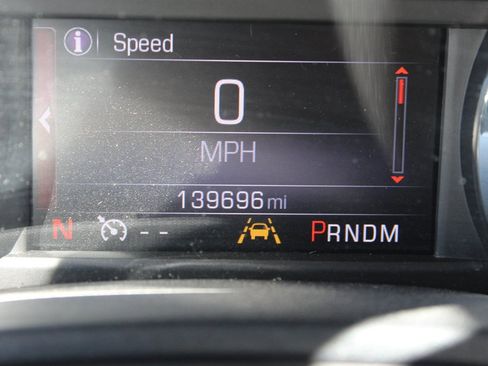 i Speed
0
MPH
139696 mi
N -- PRNDM